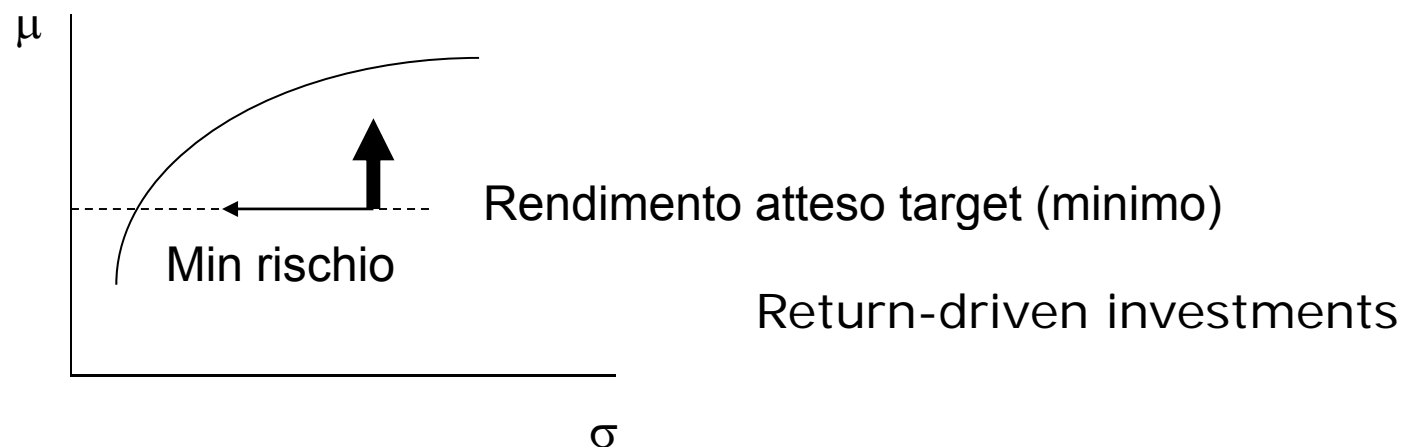 μ
Rendimento atteso target (minimo)
Min rischio
Return-driven investments
σ